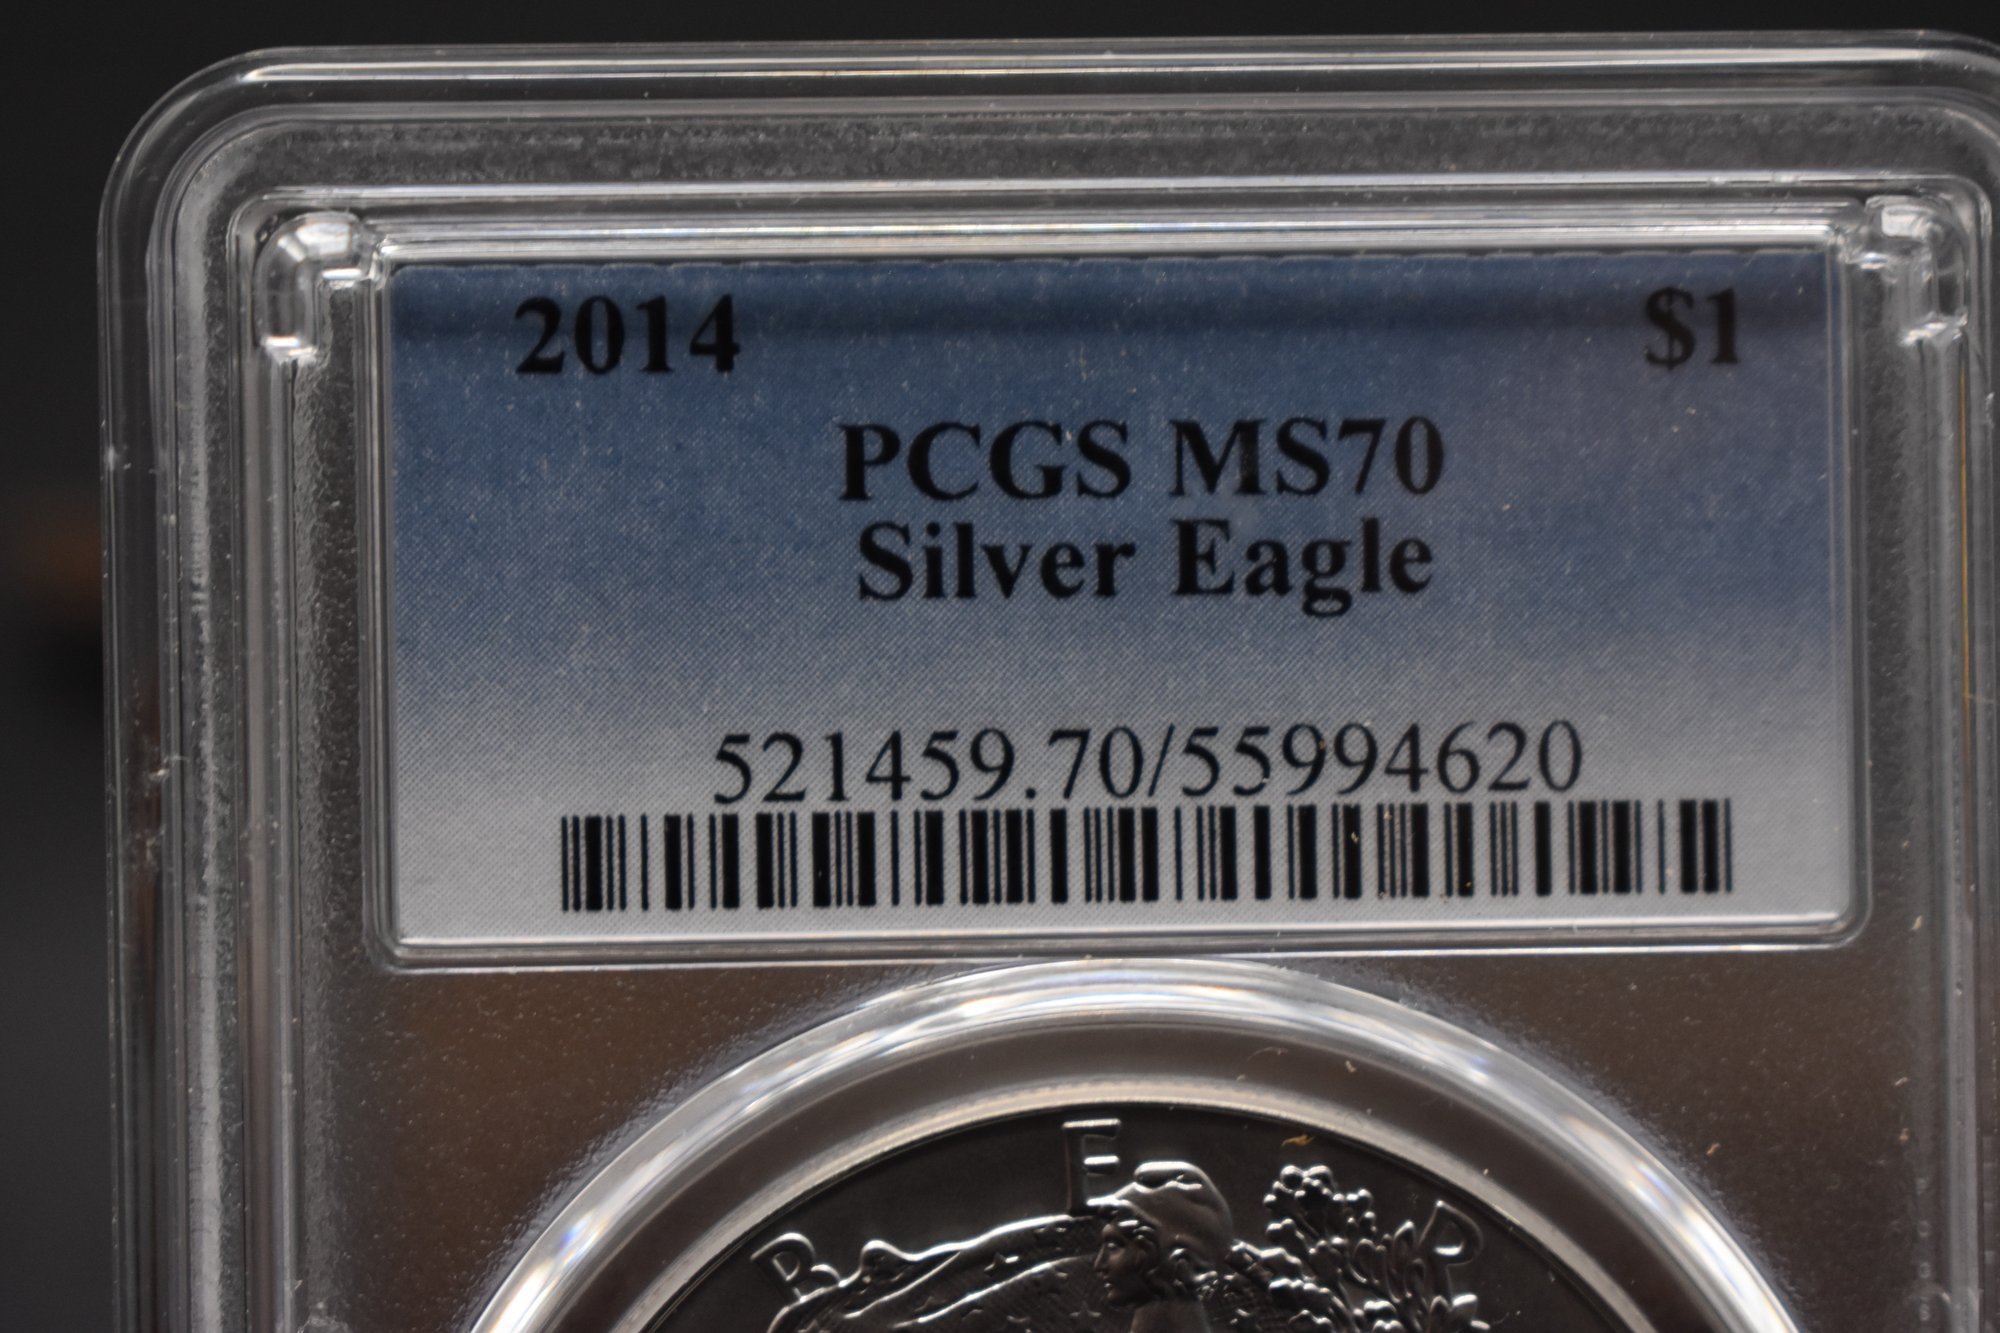 2014 $1
PCGS MS70
Silver Eagle
521459.70/55994620
E
R P